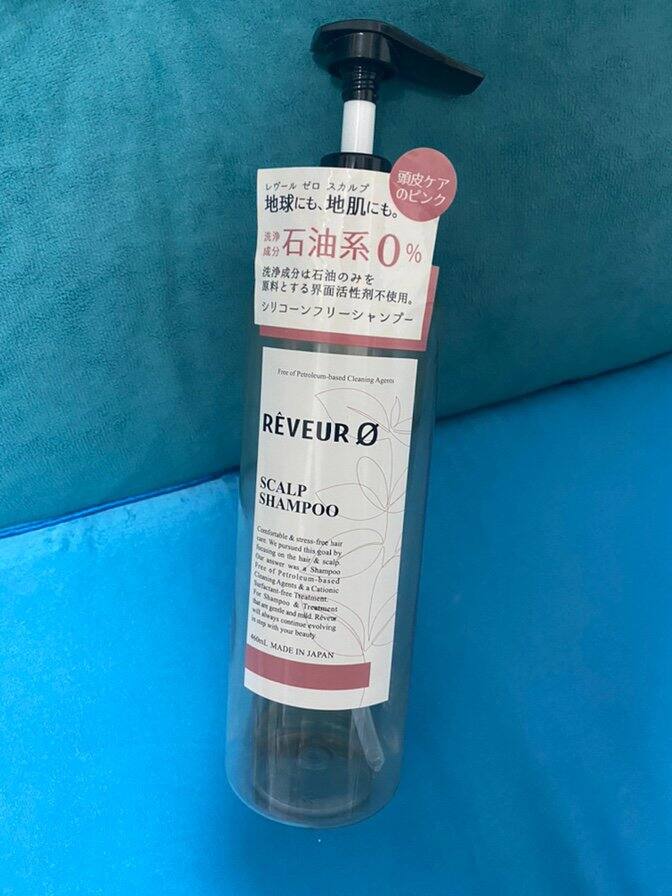 頭皮ケア
のピンク
レヴール ゼロ スカルプ
地球にも、地肌にも。
洗浄
成分 石油系0%
洗浄成分は石油のみを
原料とする界面活性剤不使用。
シリコーンフリーシャンプー
Free of Petroleum-based Cleaning Agents
RÊVEUR Ø
SCALP
SHAMPOO
Comfortable & stress-free hair
care. We pursued this goal by
focusing on the hair & scalp.
Our answer was a Shampoo
Free of Petroleum-based
Cleaning Agents & a Cationic
Surfactant-free Treatment.
For Shampoo & Treatment
that are gentle and mild. Rêveur
will always continue evolving
in step with your beauty.
460mL MADE IN JAPAN